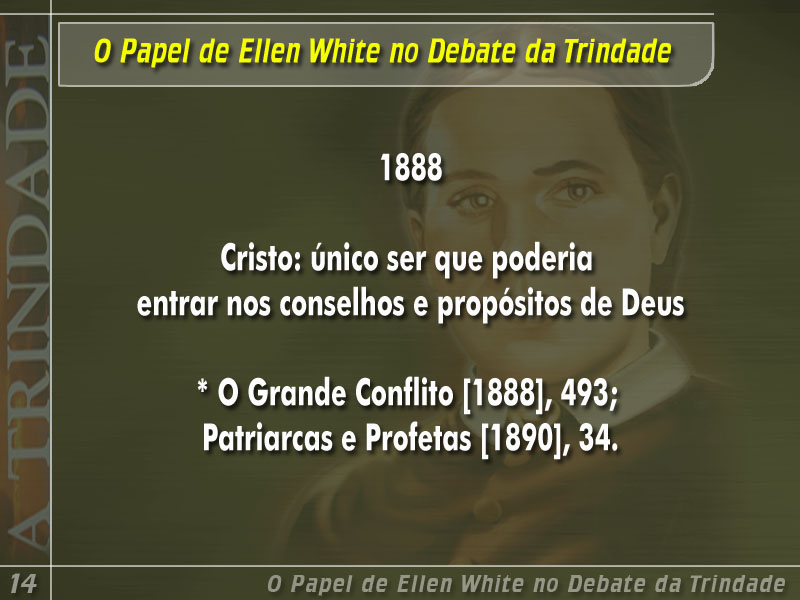 O Papel de Ellen White no Debate da Trindade
A TRINDADE
1888
Cristo: único ser que poderia
entrar nos conselhos e propósitos de Deus
* O Grande Conflito [1888], 493;
Patriarcas e Profetas [1890], 34.
14
O Papel de Ellen White no Debate da Trindade